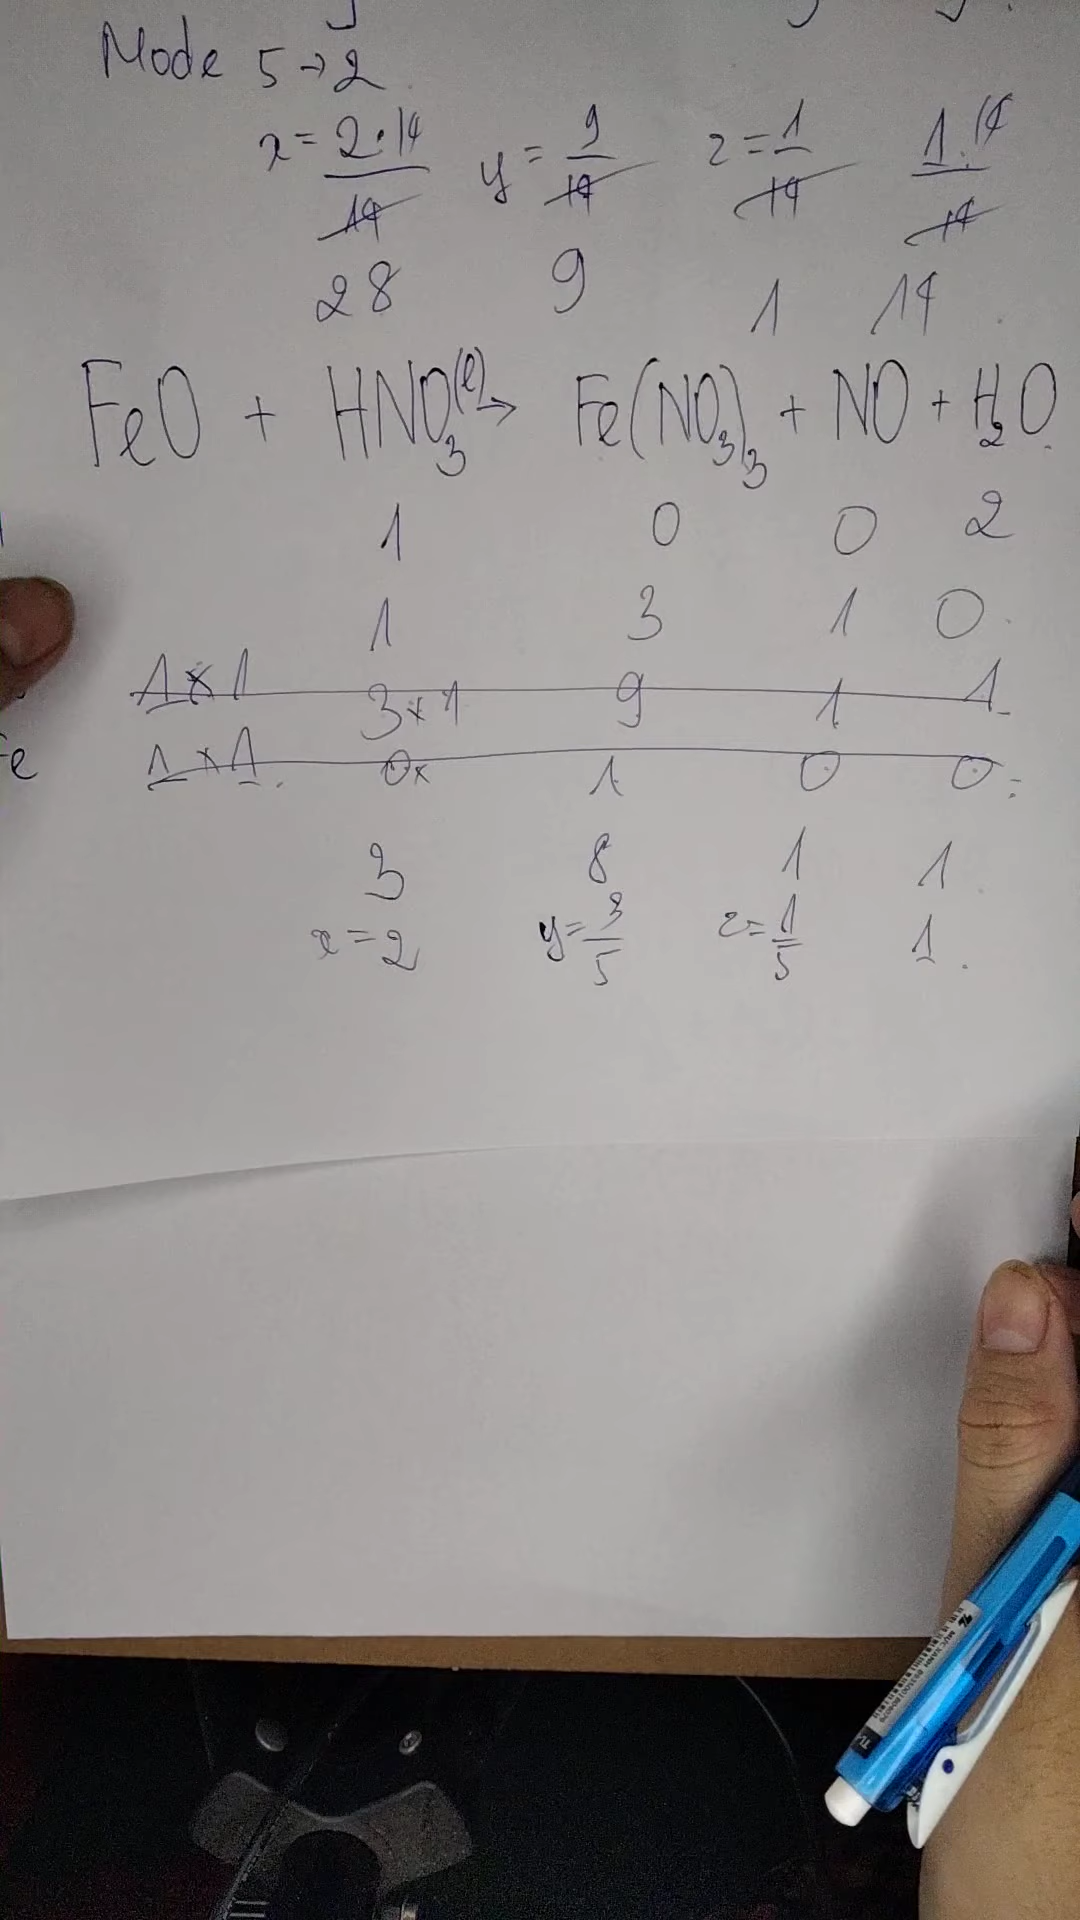 Mode 5→2
x = 2·14/14 y = 9/14 z = 1/14 1.14/14
28 9 1 14
FeO + HNO3(l) → Fe(NO3)3 + NO + H2O
1 0 0 2
1 3 1 0
1×1 3×1 9 1 1
e 1×1 0× 1 0 0
3 8 1 1
x = 2 y = 3/5 z = 1/5 1